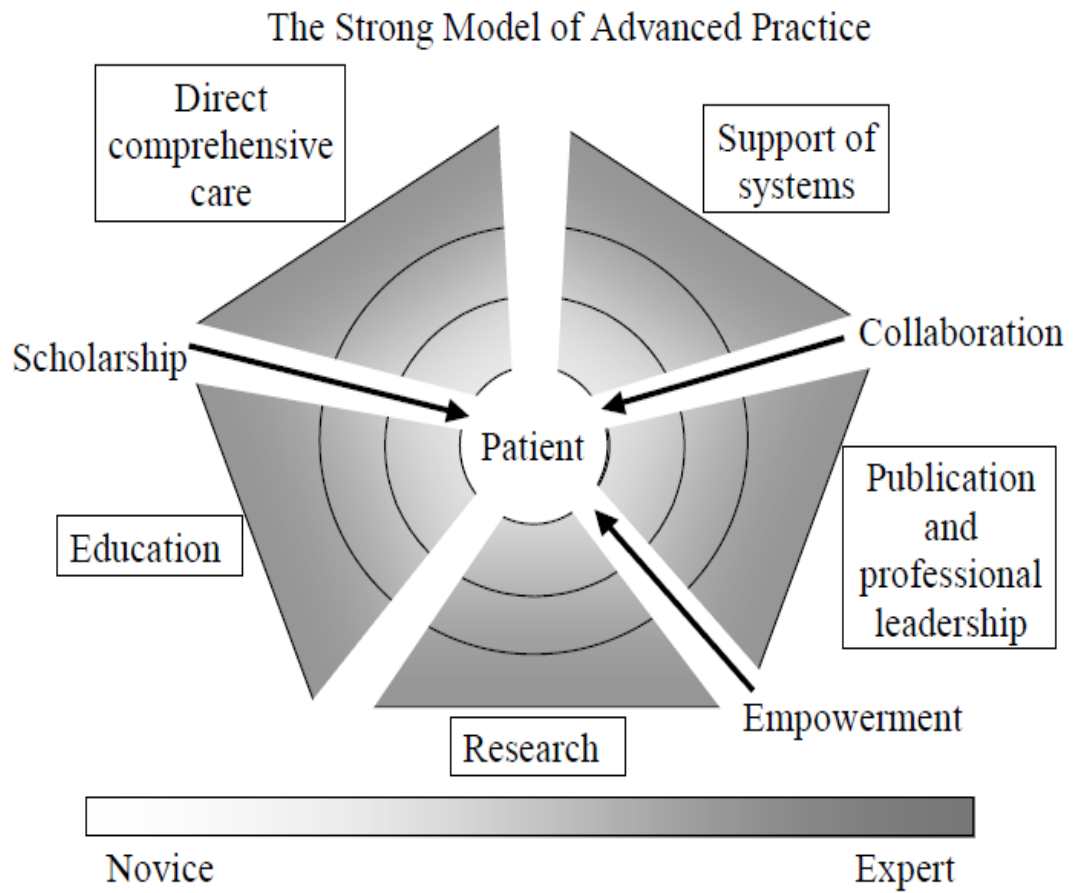 The Strong Model of Advanced Practice
Direct
comprehensive
care
Support of
systems
Scholarship
Collaboration
Patient
Education
Publication
and
professional
leadership
Research
Empowerment
Novice
Expert